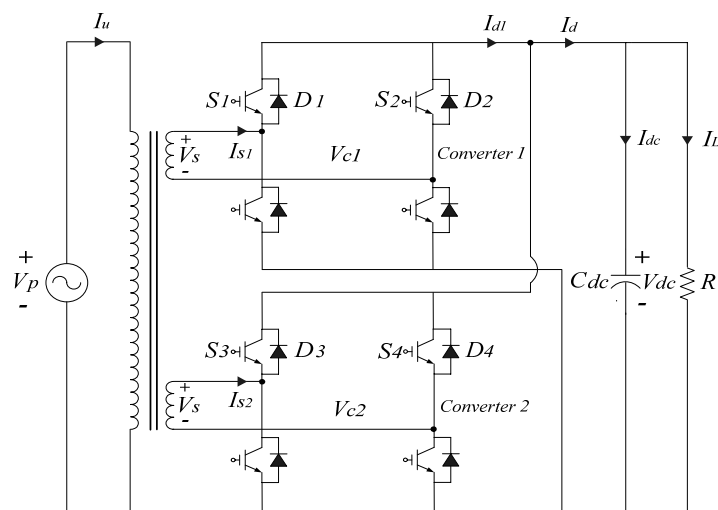 Iu
Id1
Id
S1
D1
S2
D2
+
Vs
-
Is1
Vc1
Converter 1
Idc
IL
+
Vp
-
Cdc
+
Vdc
-
R
S3
D3
S4
D4
+
Vs
-
Is2
Vc2
Converter 2